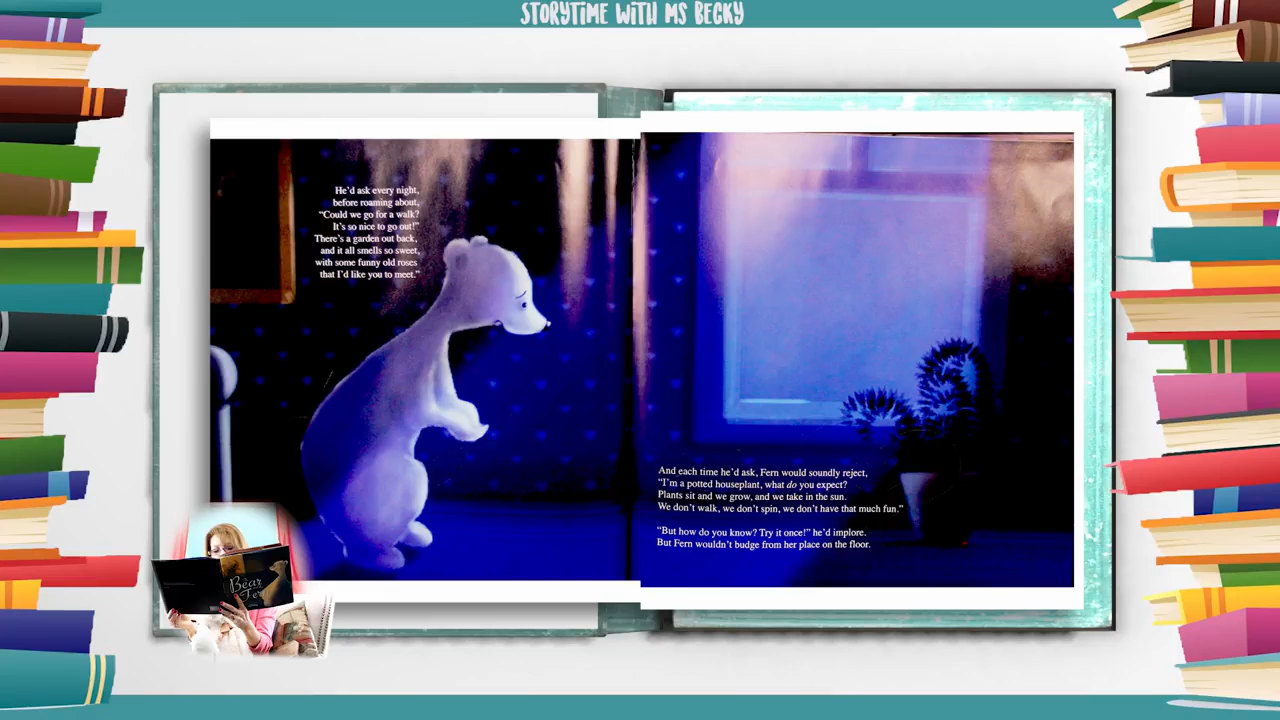 STORYTIME WITH MS BECKY
He'd ask every night,
before roaming about,
"Could we go for a walk?
It's so nice to go out!"
There's a garden out back,
and it all smells so sweet,
with some funny old roses
that I'd like you to meet."
And each time he'd ask, Fern would soundly reject,
"I'm a potted houseplant, what do you expect?
Plants sit and we grow, and we take in the sun.
We don't walk, we don't spin, we don't have that much fun."
"But how do you know? Try it once!" he'd implore.
But Fern wouldn't budge from her place on the floor.
Bear